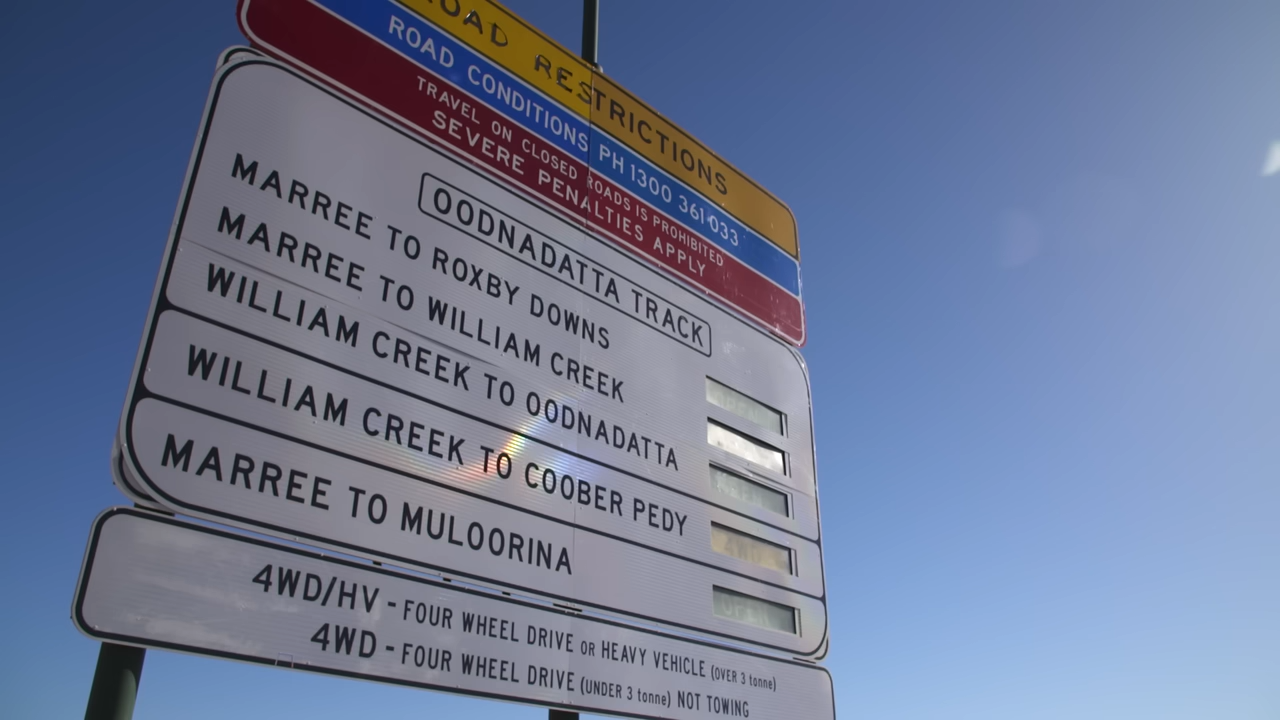 ROAD RESTRICTIONS
ROAD CONDITIONS PH 1300 361 033
TRAVEL ON CLOSED ROADS IS PROHIBITED
SEVERE PENALTIES APPLY
OODNADATTA TRACK
MARREE TO ROXBY DOWNS
MARREE TO WILLIAM CREEK
WILLIAM CREEK TO OODNADATTA
WILLIAM CREEK TO COOBER PEDY
4WD
MARREE TO MULOORINA
OPEN
4WD/HV - FOUR WHEEL DRIVE OR HEAVY VEHICLE (OVER 3 tonne)
4WD - FOUR WHEEL DRIVE (UNDER 3 tonne) NOT TOWING